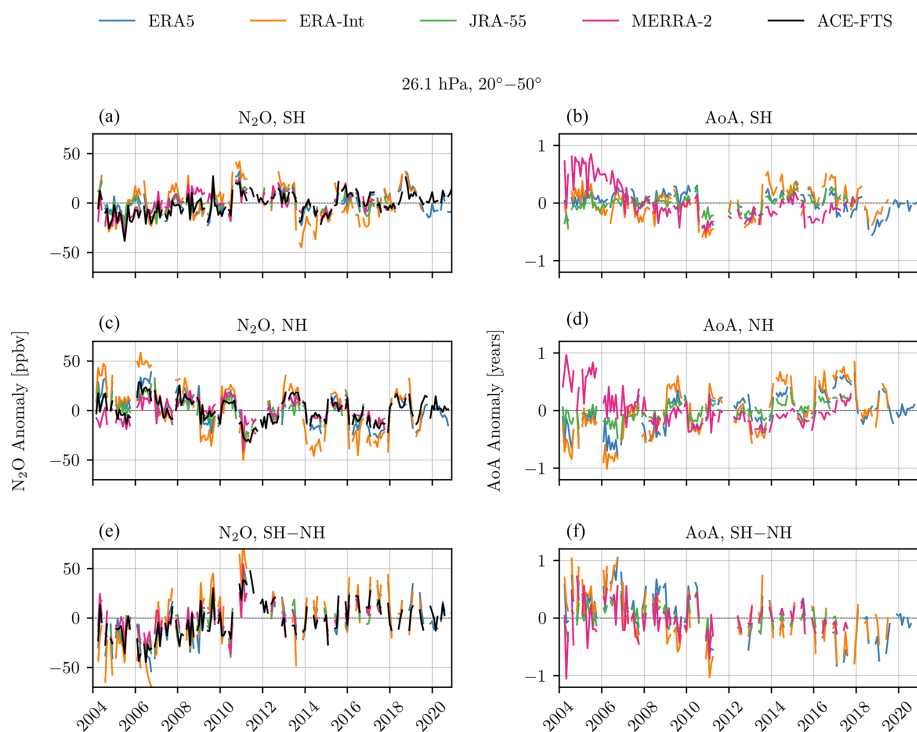 ERA5 ERA-Int JRA-55 MERRA-2 ACE-FTS
26.1 hPa, 20°−50°
(a) N₂O, SH
50
0
−50
(b) AoA, SH
1
0
−1
(c) N₂O, NH
50
0
−50
(d) AoA, NH
1
0
−1
N₂O Anomaly [ppbv]
AoA Anomaly [years]
(e) N₂O, SH−NH
50
0
−50
(f) AoA, SH−NH
1
0
−1
2004 2006 2008 2010 2012 2014 2016 2018 2020
2004 2006 2008 2010 2012 2014 2016 2018 2020